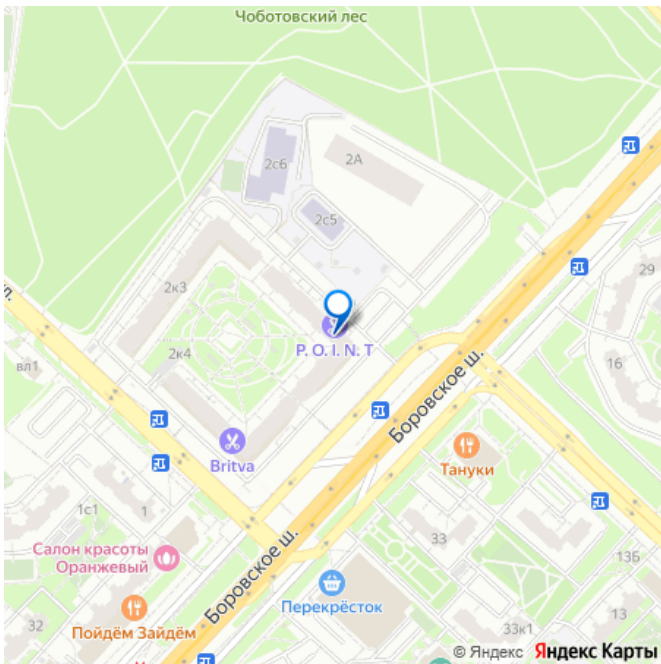 Чоботовский лес
2с6
2А
2с5
29
2к3
ул.
P. O. I. N. T
2к4
вл1
16
Боровское ш.
Britva
Тануки
1с1
1
33
Салон красоты
Оранжевый
13Б
Боровское ш.
Перекрёсток
Пойдём Зайдём
32
33к1
13
© Яндекс Яндекс Карты